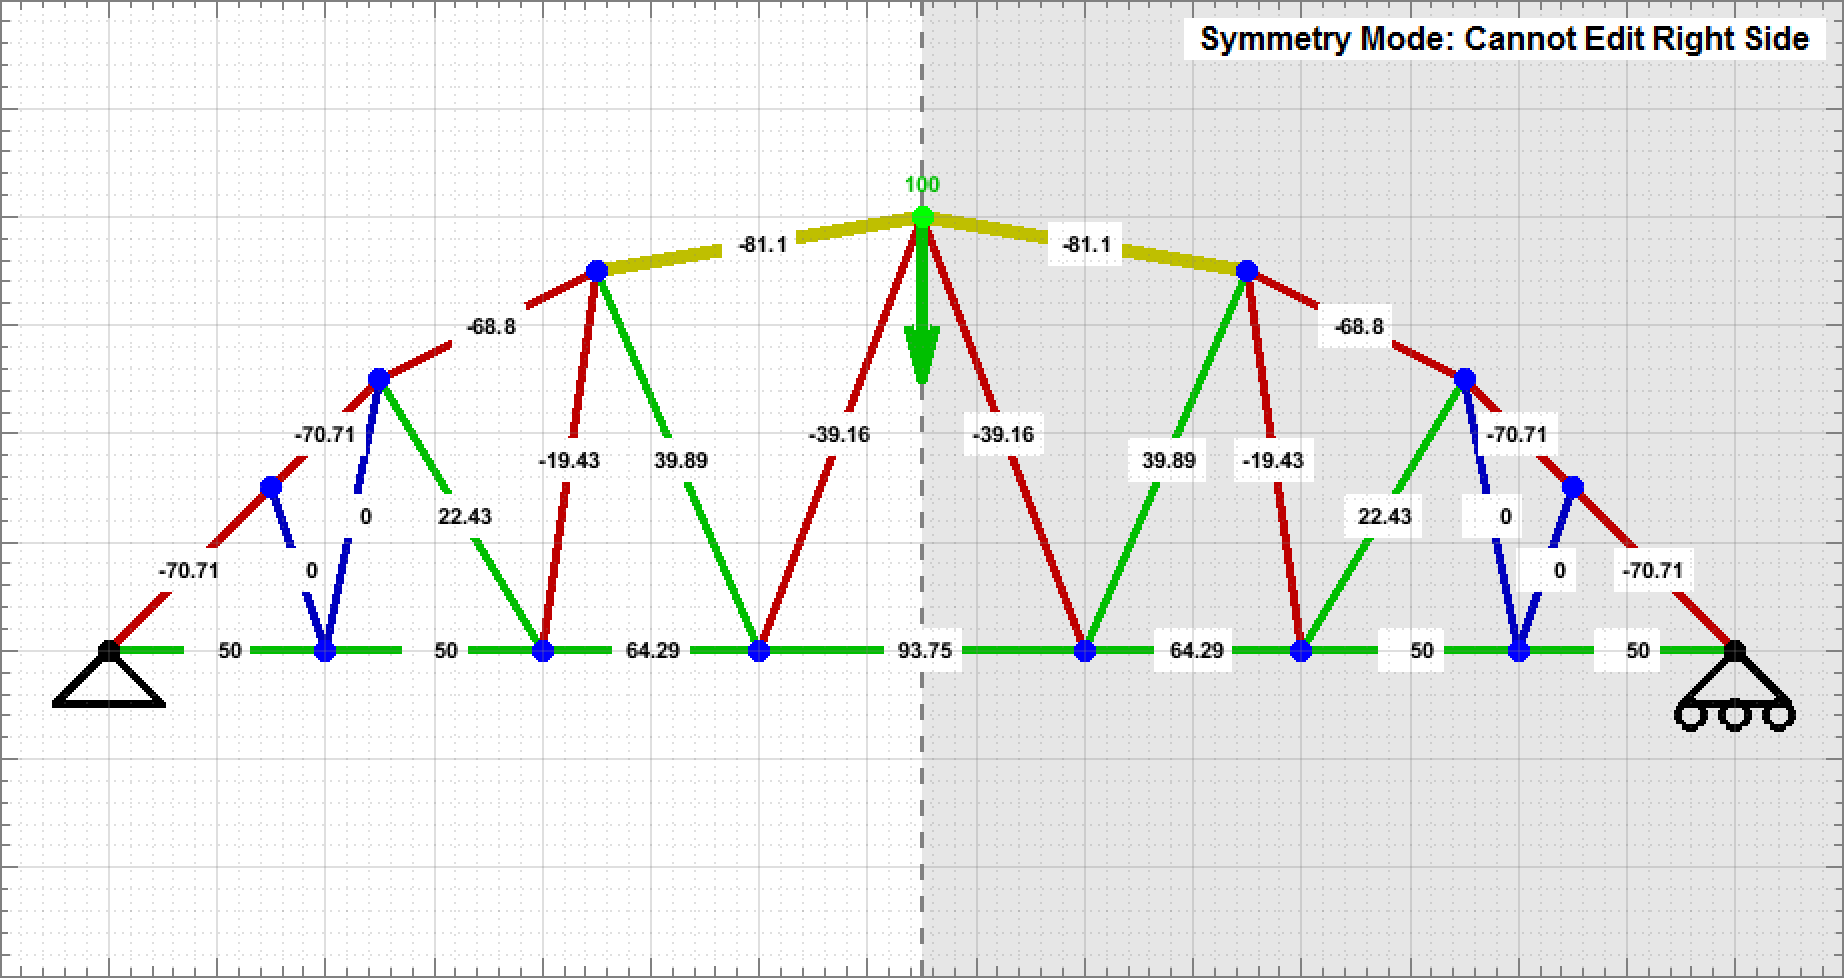 Symmetry Mode: Cannot Edit Right Side
100
-81.1 -81.1
-68.8 -68.8
-70.71 -39.16 -39.16 -70.71
-19.43 39.89 39.89 -19.43
0 22.43 22.43 0
-70.71 0 0 -70.71
50 50 64.29 93.75 64.29 50 50